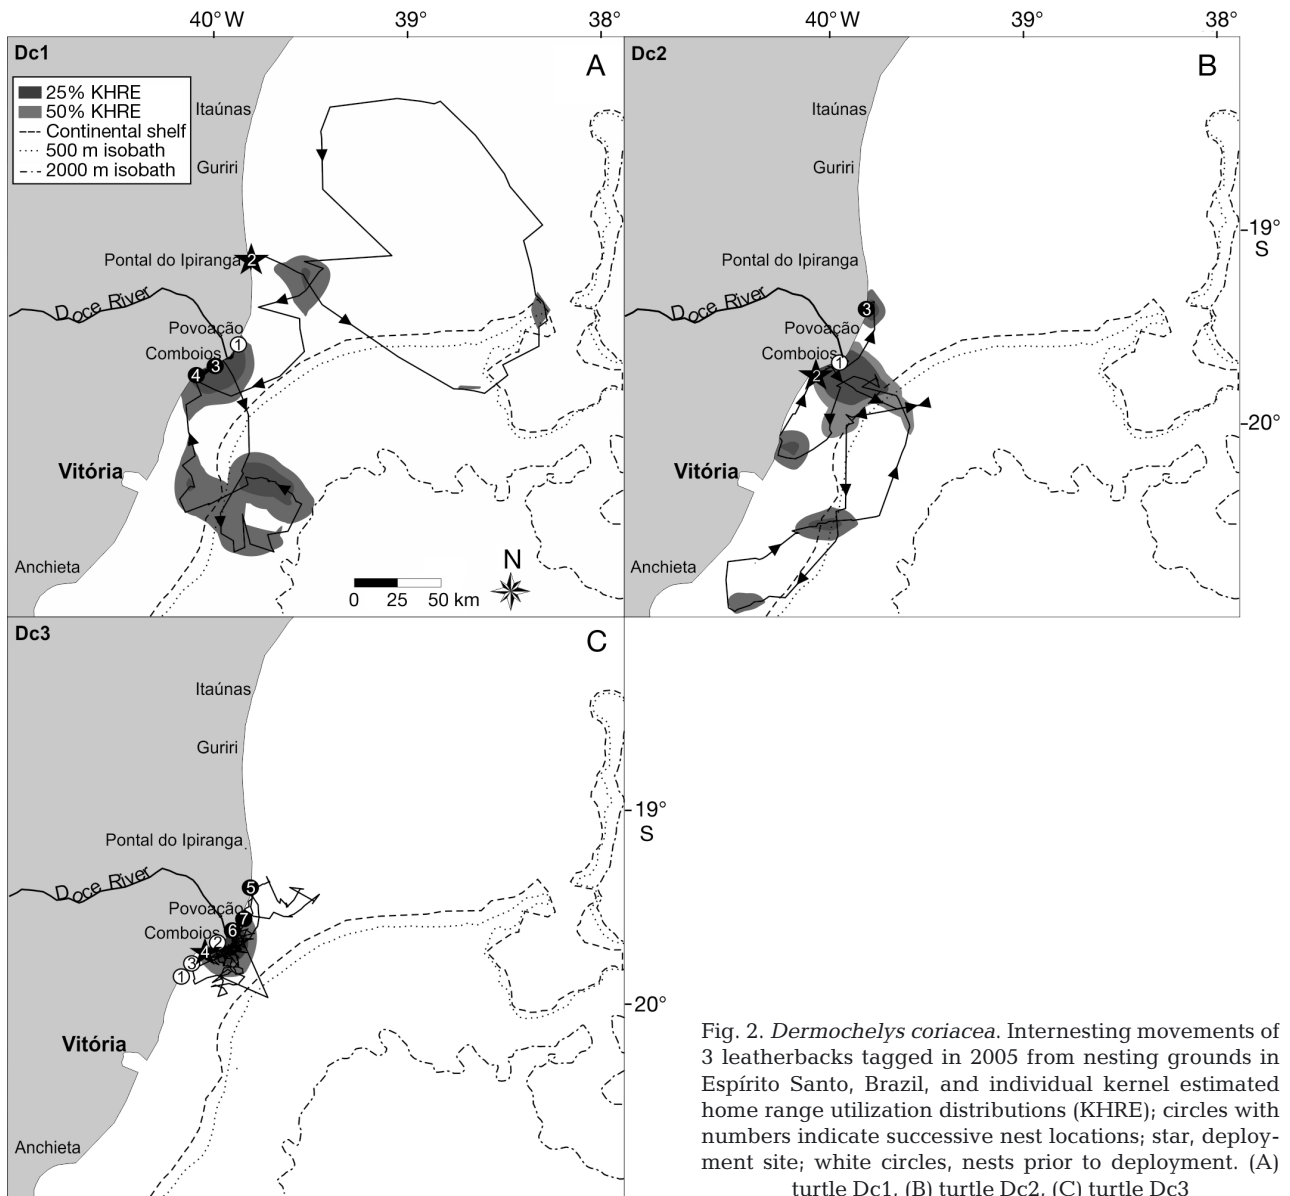 40°W 39° 38° 40°W 39° 38°
Dc1
A
25% KHRE
50% KHRE
Continental shelf
500 m isobath
2000 m isobath
Itaúnas
Guriri
Pontal do Ipiranga
2
Doce River
Povoação
1
Comboios
3
4
Vitória
Anchieta
N
0 25 50 km
Dc2
B
Itaúnas
Guriri
19°
S
Pontal do Ipiranga
Doce River
3
Povoação
Comboios
1
2
20°
Vitória
Anchieta
Dc3
C
Itaúnas
Guriri
19°
S
Pontal do Ipiranga
Doce River
5
Povoação
7
Comboios
6
2
4
3
1
20°
Vitória
Anchieta
Fig. 2. Dermochelys coriacea. Internesting movements of
3 leatherbacks tagged in 2005 from nesting grounds in
Espírito Santo, Brazil, and individual kernel estimated
home range utilization distributions (KHRE); circles with
numbers indicate successive nest locations; star, deploy-
ment site; white circles, nests prior to deployment. (A)
turtle Dc1, (B) turtle Dc2, (C) turtle Dc3